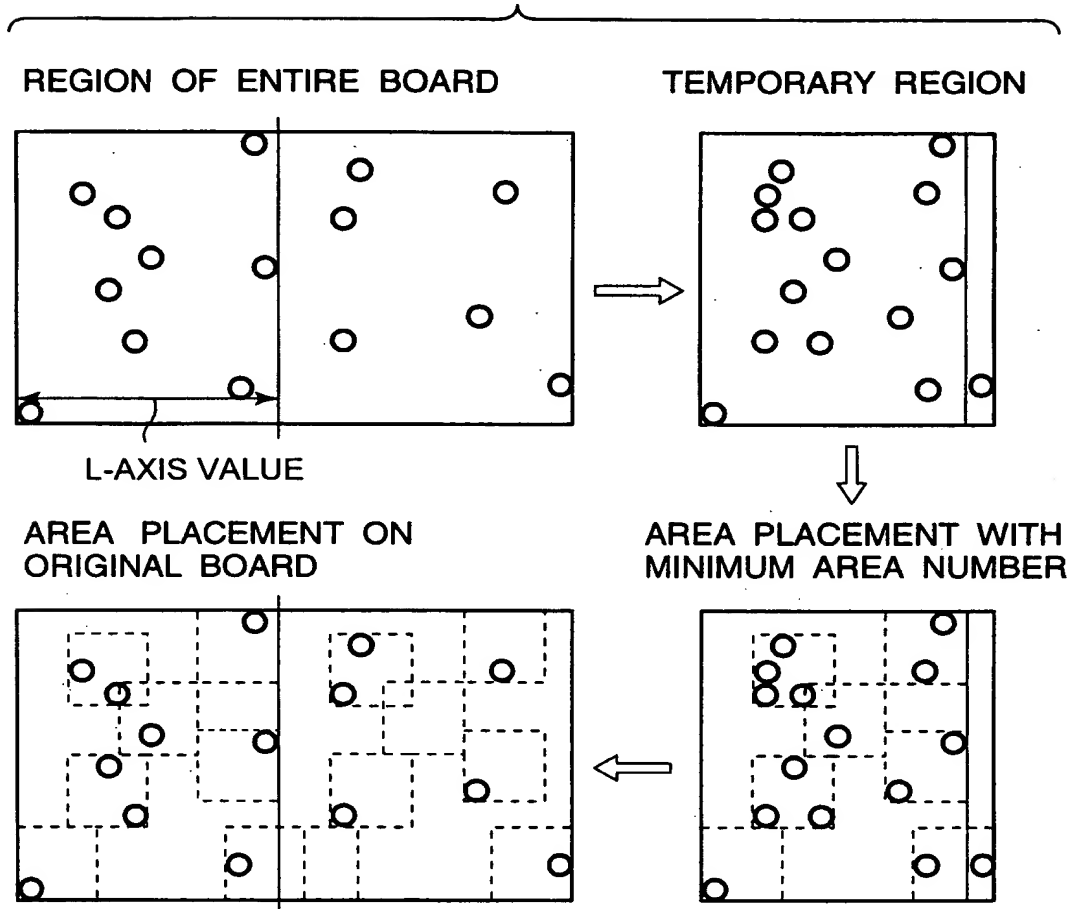 REGION OF ENTIRE BOARD
TEMPORARY REGION
L-AXIS VALUE
AREA PLACEMENT ON
ORIGINAL BOARD
AREA PLACEMENT WITH
MINIMUM AREA NUMBER